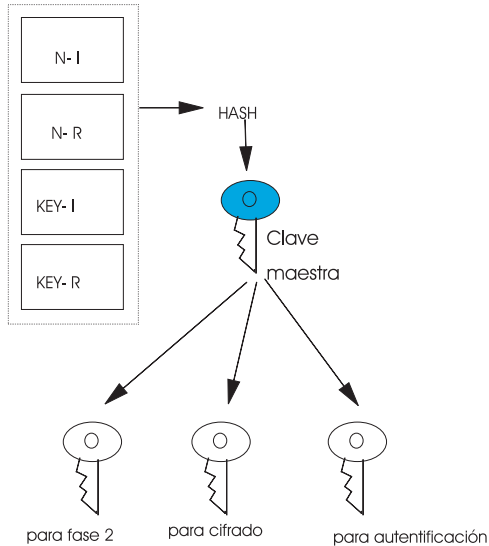 N- I
N- R
KEY- I
KEY- R
HASH
Clave
maestra
para fase 2
para cifrado
para autentificación